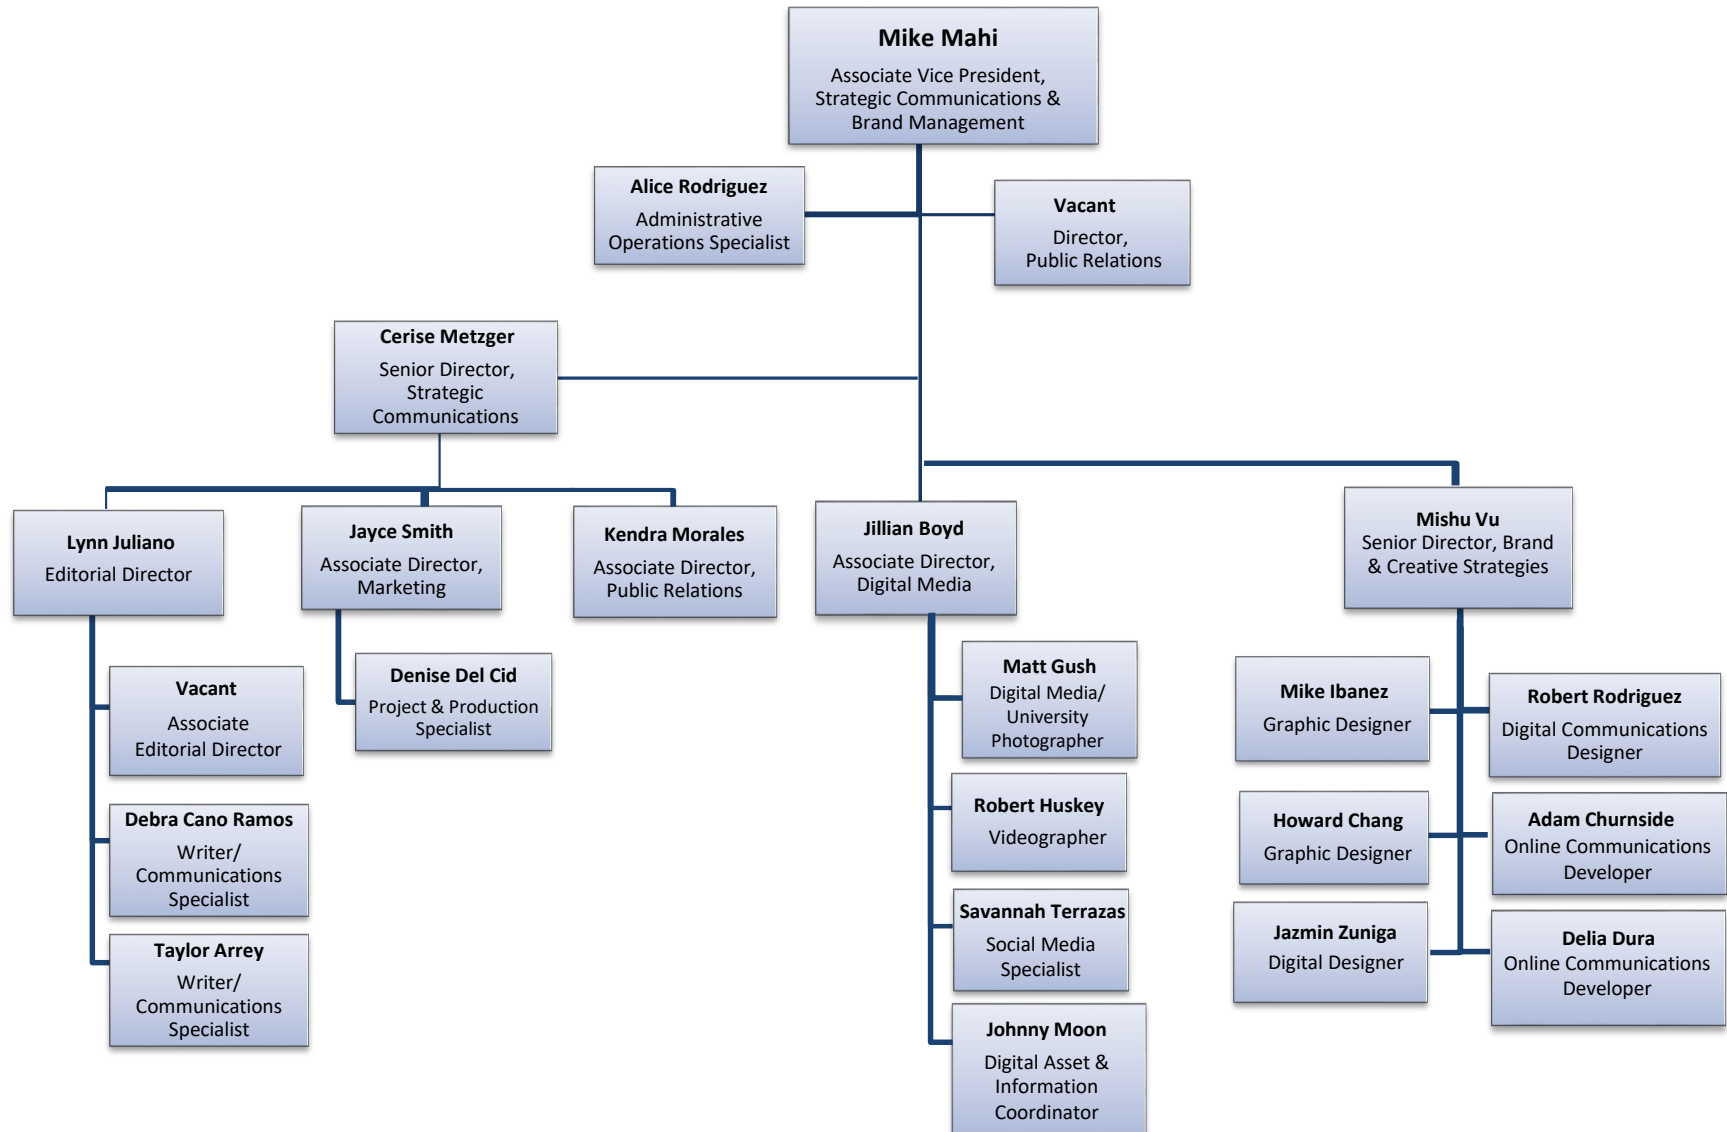 Mike Mahi
Associate Vice President,
Strategic Communications &
Brand Management
Alice Rodriguez
Administrative
Operations Specialist
Vacant
Director,
Public Relations
Cerise Metzger
Senior Director,
Strategic
Communications
Lynn Juliano
Editorial Director
Jayce Smith
Associate Director,
Marketing
Kendra Morales
Associate Director,
Public Relations
Jillian Boyd
Associate Director,
Digital Media
Mishu Vu
Senior Director, Brand
& Creative Strategies
Vacant
Associate
Editorial Director
Debra Cano Ramos
Writer/
Communications
Specialist
Taylor Arrey
Writer/
Communications
Specialist
Denise Del Cid
Project & Production
Specialist
Matt Gush
Digital Media/
University
Photographer
Robert Huskey
Videographer
Savannah Terrazas
Social Media
Specialist
Johnny Moon
Digital Asset &
Information
Coordinator
Mike Ibanez
Graphic Designer
Howard Chang
Graphic Designer
Jazmin Zuniga
Digital Designer
Robert Rodriguez
Digital Communications
Designer
Adam Churnside
Online Communications
Developer
Delia Dura
Online Communications
Developer